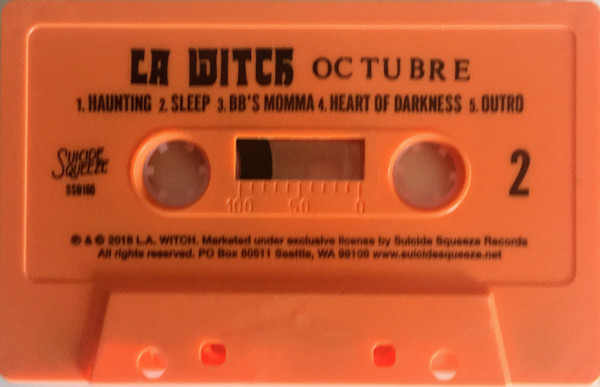 LA WITCH OCTUBRE
1. HAUNTING 2. SLEEP 3. BB'S MOMMA 4. HEART OF DARKNESS 5. OUTRO
SUICIDE
SQUEEZE
SSQ166
2
100 50 0
℗ & © 2018 L.A. WITCH. Marketed under exclusive license by Suicide Squeeze Records
All rights reserved. PO Box 80511 Seattle, WA 98108 www.suicidesqueeze.net